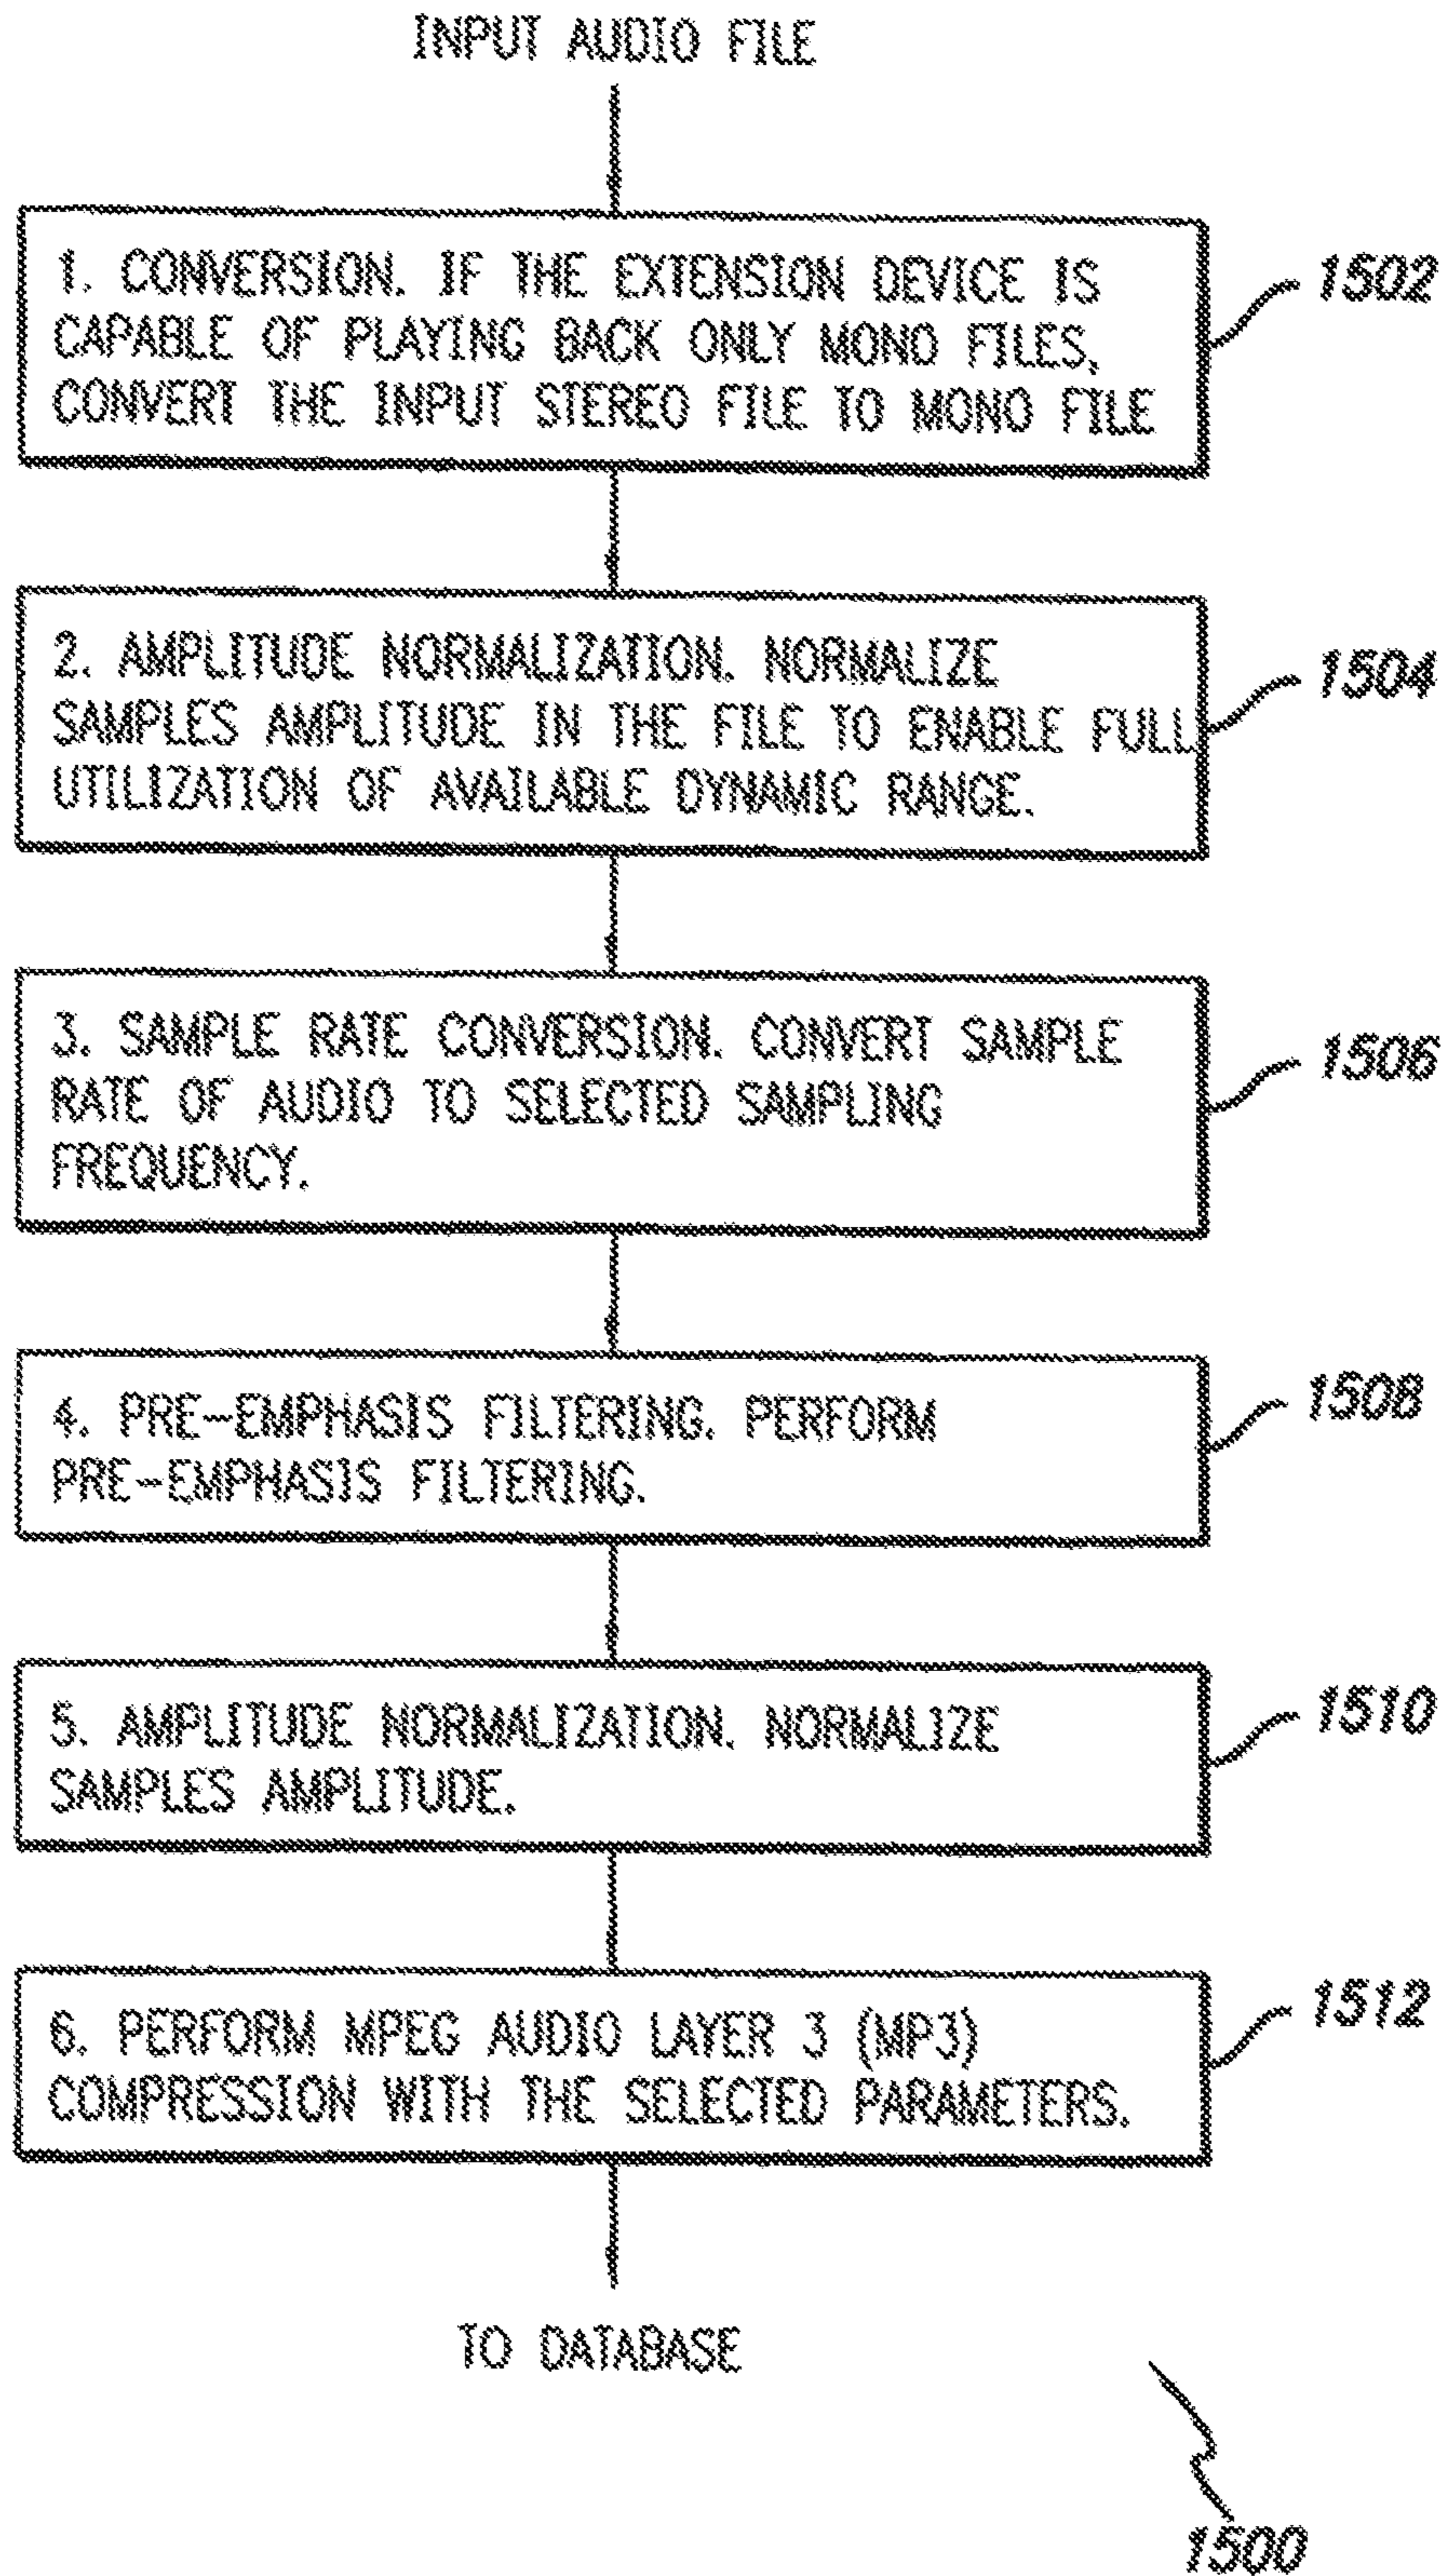 INPUT AUDIO FILE
1. CONVERSION. IF THE EXTENSION DEVICE IS
CAPABLE OF PLAYING BACK ONLY MONO FILES,
CONVERT THE INPUT STEREO FILE TO MONO FILE
1502
2. AMPLITUDE NORMALIZATION. NORMALIZE
SAMPLES AMPLITUDE IN THE FILE TO ENABLE FULL
UTILIZATION OF AVAILABLE DYNAMIC RANGE.
1504
3. SAMPLE RATE CONVERSION. CONVERT SAMPLE
RATE OF AUDIO TO SELECTED SAMPLING
FREQUENCY.
1506
4. PRE-EMPHASIS FILTERING. PERFORM
PRE-EMPHASIS FILTERING.
1508
5. AMPLITUDE NORMALIZATION. NORMALIZE
SAMPLES AMPLITUDE.
1510
6. PERFORM MPEG AUDIO LAYER 3 (MP3)
COMPRESSION WITH THE SELECTED PARAMETERS.
1512
TO DATABASE
1500